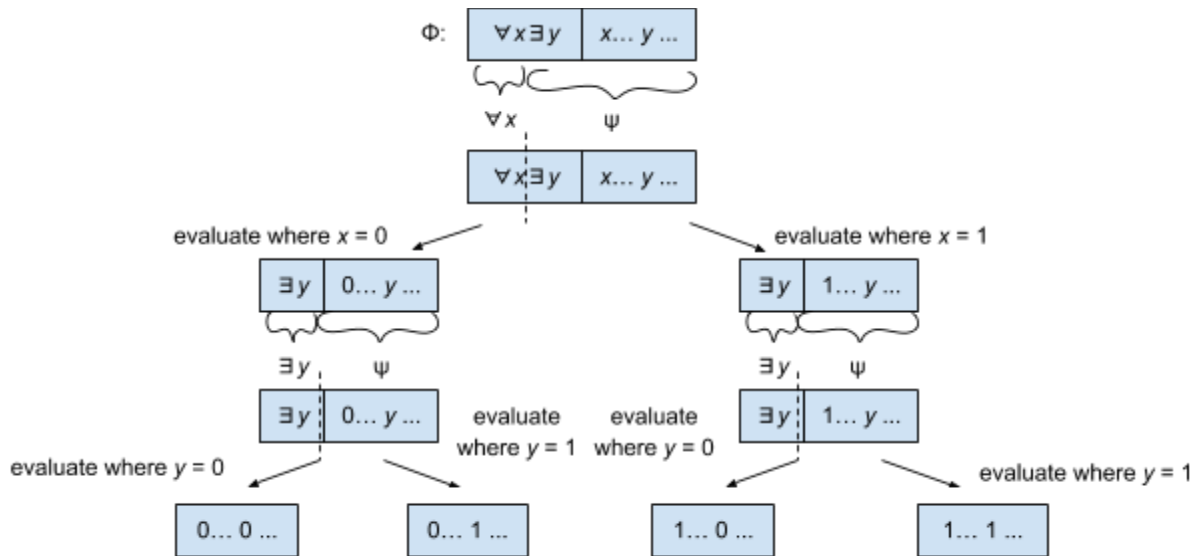 Φ: ∀x∃y x... y ...
∀x ψ
∀x∃y x... y ...
evaluate where x = 0 evaluate where x = 1
∃y 0... y ... ∃y 1... y ...
∃y ψ ∃y ψ
∃y 0... y ... ∃y 1... y ...
evaluate where y = 0
evaluate
where y = 1
evaluate
where y = 0
evaluate where y = 1
0... 0 ... 0... 1 ... 1... 0 ... 1... 1 ...